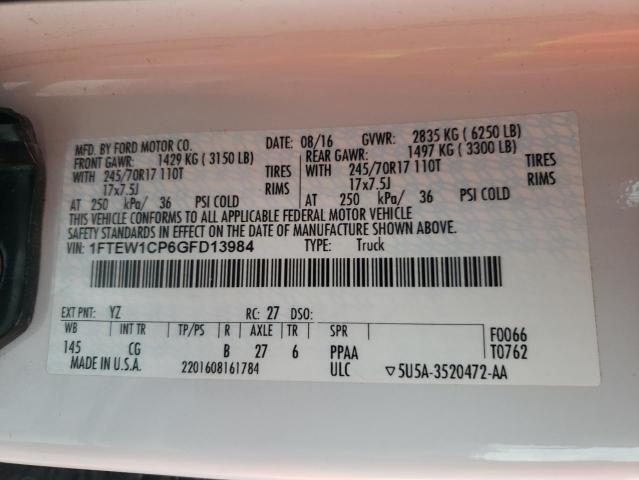 MFD. BY FORD MOTOR CO. DATE: 08/16 GVWR: 2835 KG ( 6250 LB)
FRONT GAWR: 1429 KG ( 3150 LB) REAR GAWR: 1497 KG ( 3300 LB)
WITH 245/70R17 110T TIRES WITH 245/70R17 110T TIRES
17x7.5J RIMS 17x7.5J RIMS
AT 250 kPa/ 36 PSI COLD AT 250 kPa/ 36 PSI COLD
THIS VEHICLE CONFORMS TO ALL APPLICABLE FEDERAL MOTOR VEHICLE
SAFETY STANDARDS IN EFFECT ON THE DATE OF MANUFACTURE SHOWN ABOVE.
VIN: 1FTEW1CP6GFD13984 TYPE: Truck
EXT PNT: YZ RC: 27 DSO:
WB INT TR TP/PS R AXLE TR SPR F0066
145 CG B 27 6 PPAA T0762
MADE IN U.S.A. 2201608161784 ULC ▽5U5A-3520472-AA